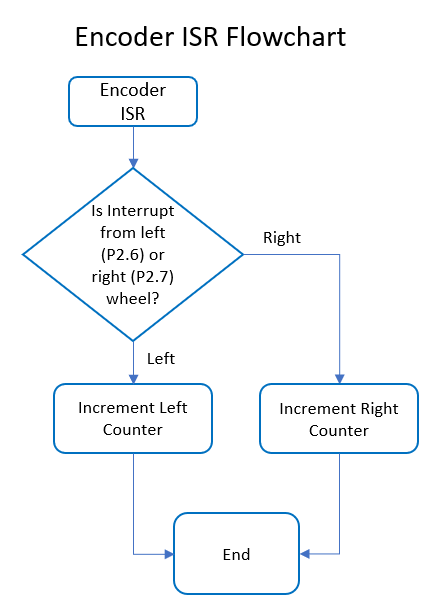 Encoder ISR Flowchart
Encoder
ISR
Is Interrupt
from left
(P2.6) or
right (P2.7)
wheel?
Right
Left
Increment Left
Counter
Increment Right
Counter
End